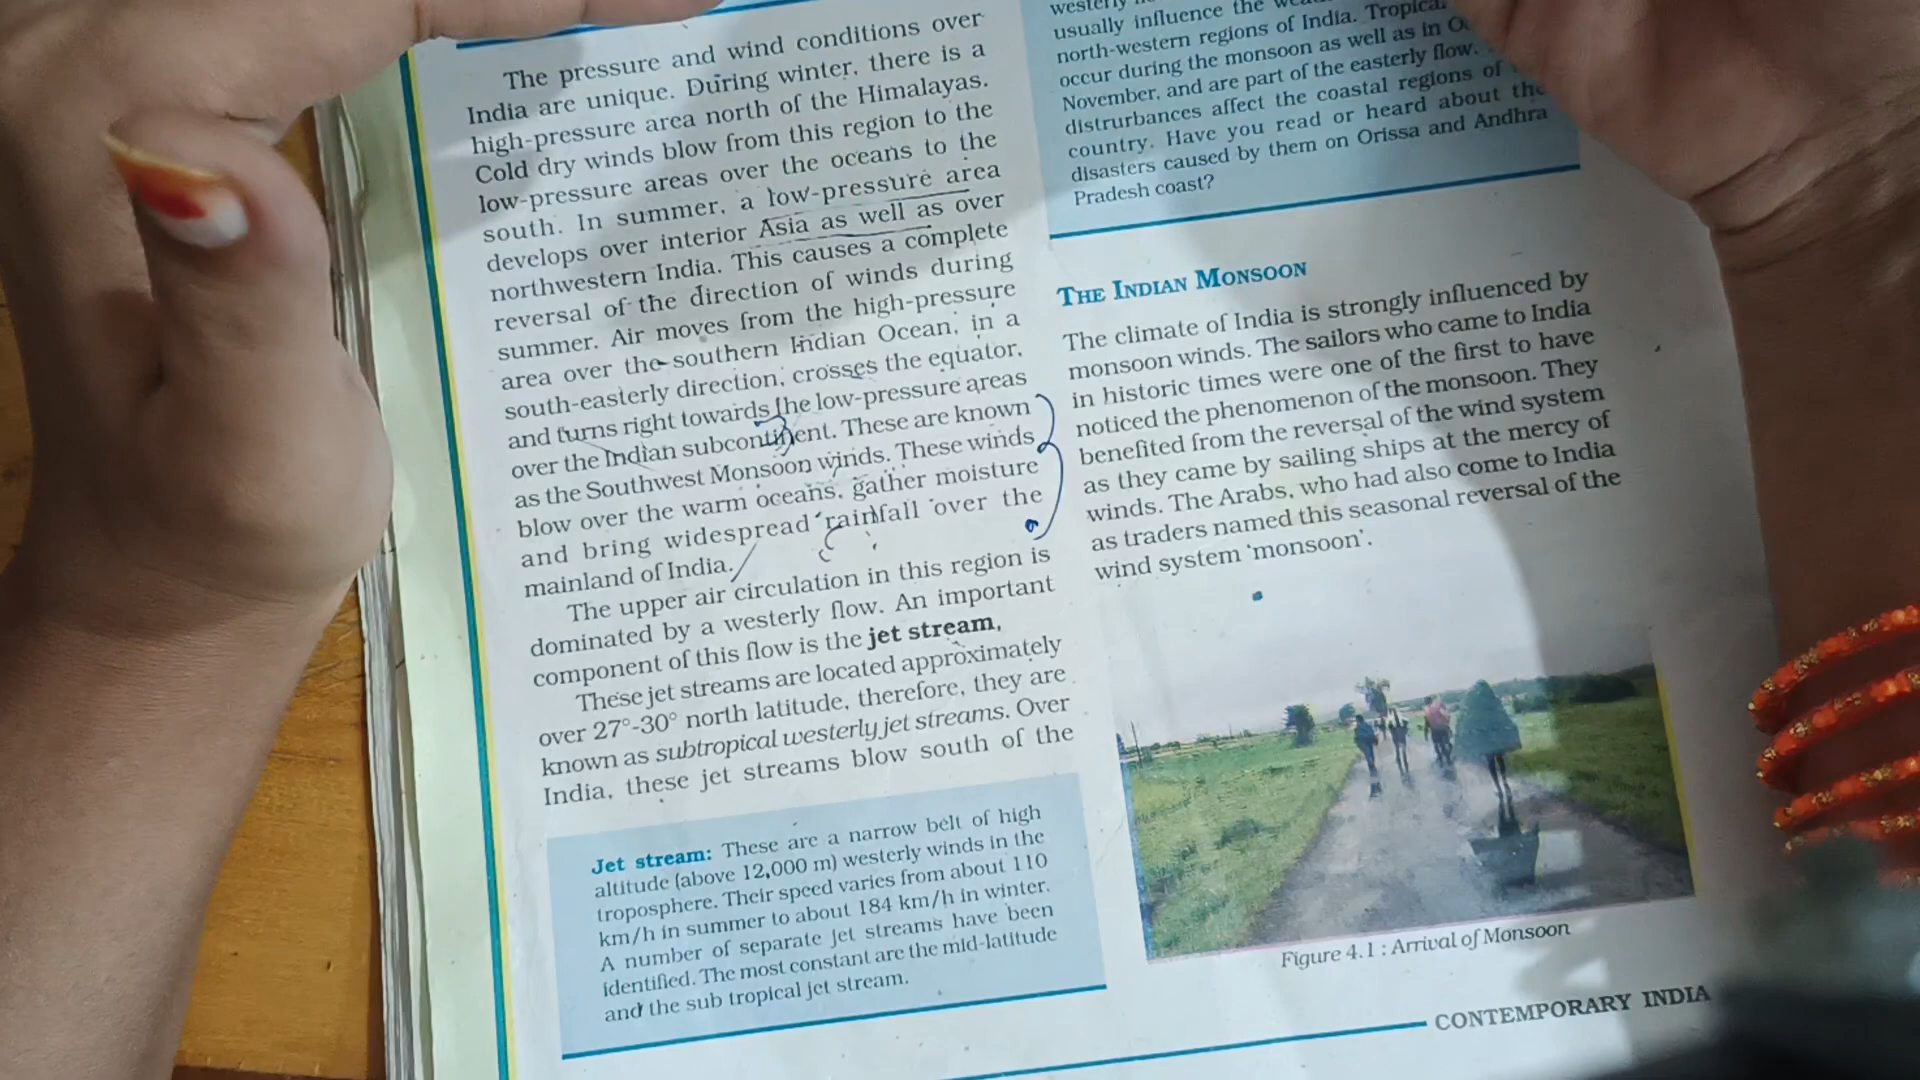 The pressure and wind conditions over
India are unique. During winter, there is a
high-pressure area north of the Himalayas.
Cold dry winds blow from this region to the
low-pressure areas over the oceans to the
south. In summer, a low-pressure area
develops over interior Asia as well as over
northwestern India. This causes a complete
reversal of the direction of winds during
summer. Air moves from the high-pressure
area over the southern Indian Ocean, in a
south-easterly direction, crosses the equator,
and turns right towards the low-pressure areas
over the Indian subcontinent. These are known
as the Southwest Monsoon winds. These winds
blow over the warm oceans, gather moisture
and bring widespread rainfall over the
mainland of India.
The upper air circulation in this region is
dominated by a westerly flow. An important
component of this flow is the jet stream,
These jet streams are located approximately
over 27°-30° north latitude, therefore, they are
known as subtropical westerly jet streams. Over
India, these jet streams blow south of the
Jet stream: These are a narrow belt of high
altitude (above 12,000 m) westerly winds in the
troposphere. Their speed varies from about 110
km/h in summer to about 184 km/h in winter.
A number of separate jet streams have been
identified. The most constant are the mid-latitude
and the sub tropical jet stream.
westerly
usually influence the
north-western regions of India.
occur during the monsoon as well as in
November, and are part of the easterly flow.
distrurbances affect the coastal regions of
country. Have you read or heard about the
disasters caused by them on Orissa and Andhra
Pradesh coast?
THE INDIAN MONSOON
The climate of India is strongly influenced by
monsoon winds. The sailors who came to India
in historic times were one of the first to have
noticed the phenomenon of the monsoon. They
benefited from the reversal of the wind system
as they came by sailing ships at the mercy of
winds. The Arabs, who had also come to India
as traders named this seasonal reversal of the
wind system 'monsoon'.
Figure 4.1 : Arrival of Monsoon
CONTEMPORARY INDIA